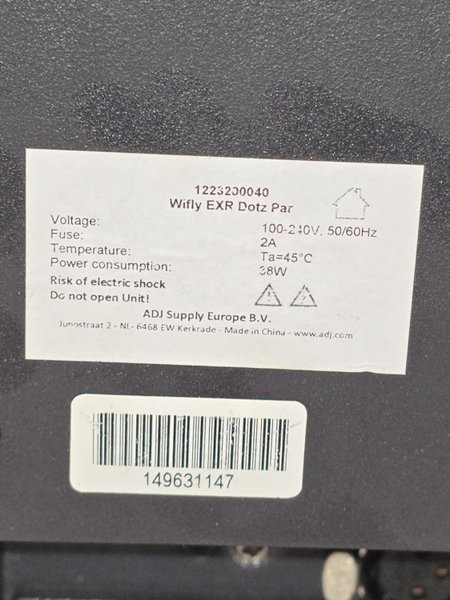 1223200040
Wifly EXR Dotz Par
Voltage: 100-240V, 50/60Hz
Fuse: 2A
Temperature: Ta=45°C
Power consumption: 38W
Risk of electric shock
Do not open Unit!
ADJ Supply Europe B.V.
Junostraat 2 - NL - 6468 EW Kerkrade - Made in China - www.adj.com
149631147